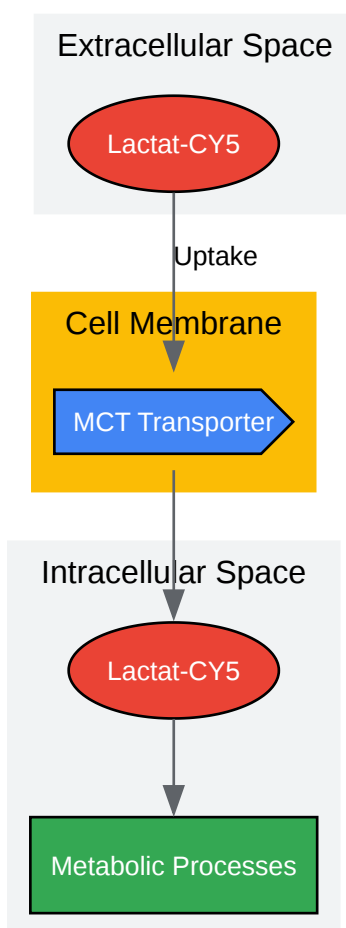 Extracellular Space
Lactat-CY5
Uptake
Cell Membrane
MCT Transporter
Intracellular Space
Lactat-CY5
Metabolic Processes